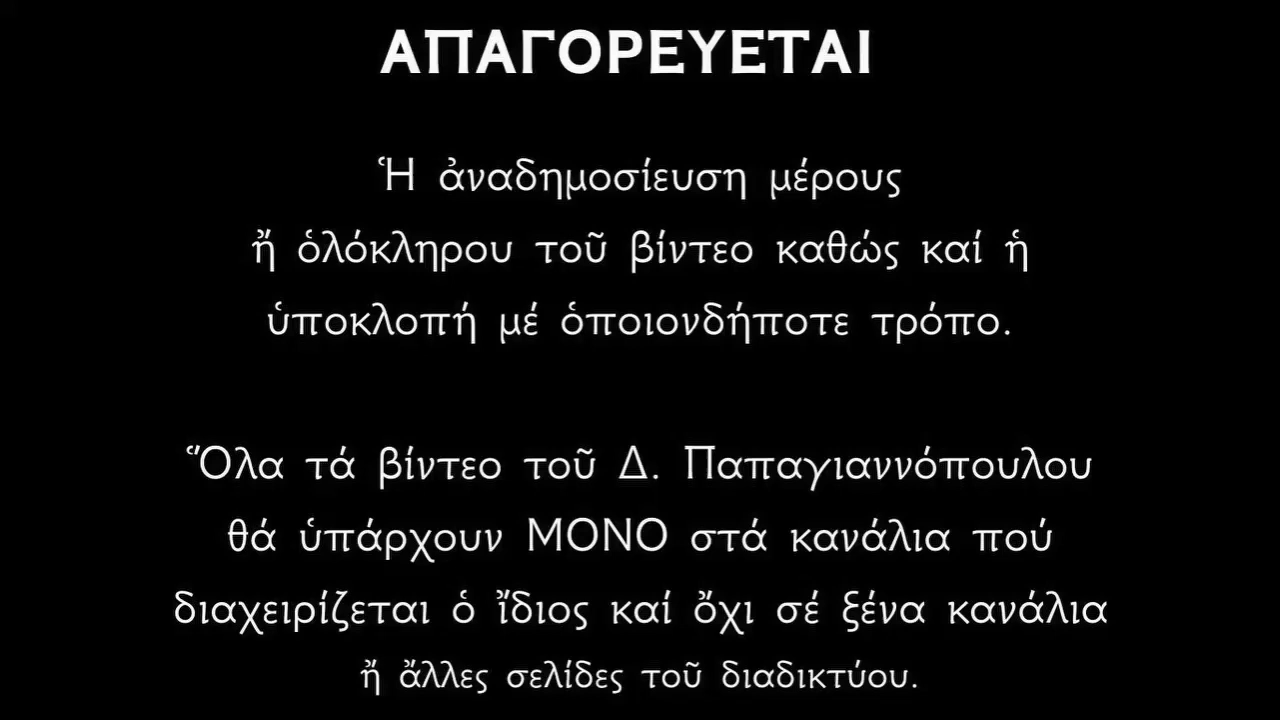 ΑΠΑΓΟΡΕΥΕΤΑΙ
Ἡ ἀναδημοσίευση μέρους
ἤ ὁλόκληρου τοῦ βίντεο καθώς καί ἡ
ὑποκλοπή μέ ὁποιονδήποτε τρόπο.
Ὅλα τά βίντεο τοῦ Δ. Παπαγιαννόπουλου
θά ὑπάρχουν ΜΟΝΟ στά κανάλια πού
διαχειρίζεται ὁ ἴδιος καί ὄχι σέ ξένα κανάλια
ἤ ἄλλες σελίδες τοῦ διαδικτύου.